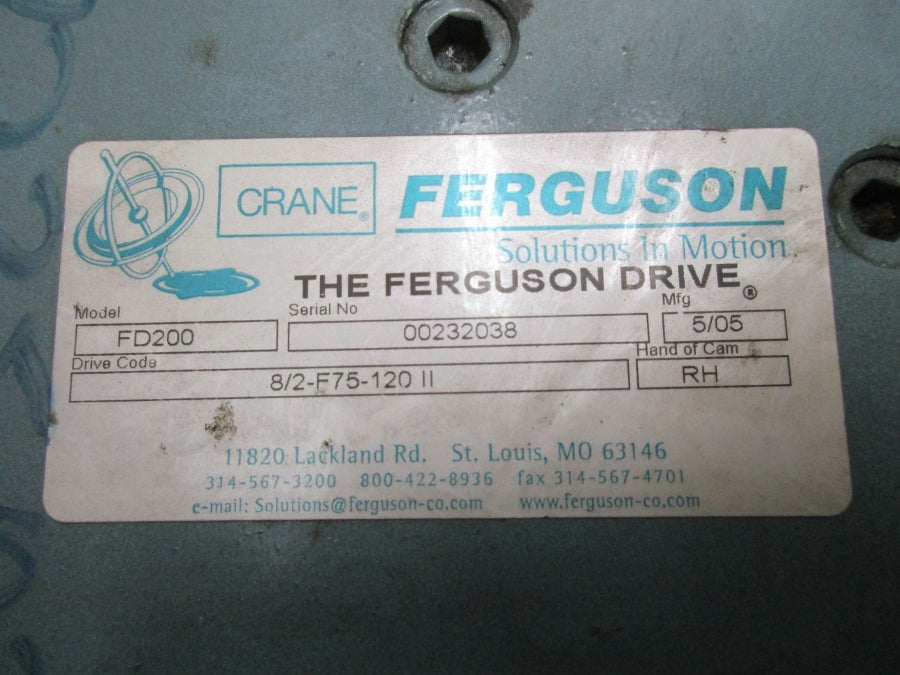 CRANE®
FERGUSON
Solutions In Motion
THE FERGUSON DRIVE®
Model
FD200
Serial No
00232038
Mfg
5/05
Drive Code
8/2-F75-120 II
Hand of Cam
RH
11820 Lackland Rd. St. Louis, MO 63146
314-567-3200 800-422-8936 fax 314-567-4701
e-mail: Solutions@ferguson-co.com www.ferguson-co.com